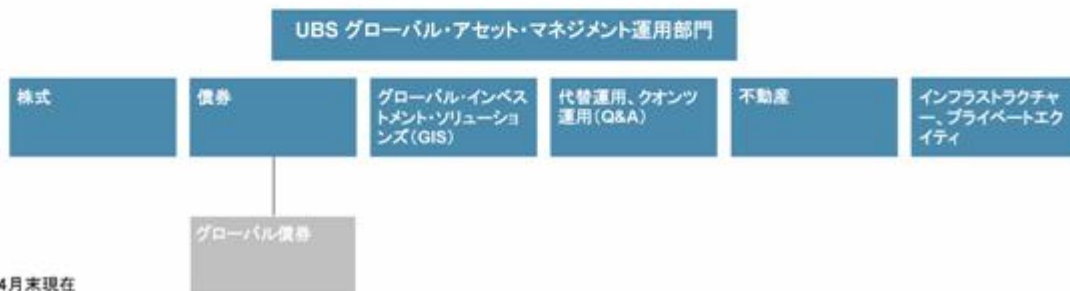 UBS グローバル・アセット・マネジメント運用部門
株式
債券
グローバル・インベス
トメント・ソリューショ
ンズ(GIS)
代替運用、クオンツ
運用(Q&A)
不動産
インフラストラクチャ
ー、プライベートエク
イティ
グローバル債券
4月末現在